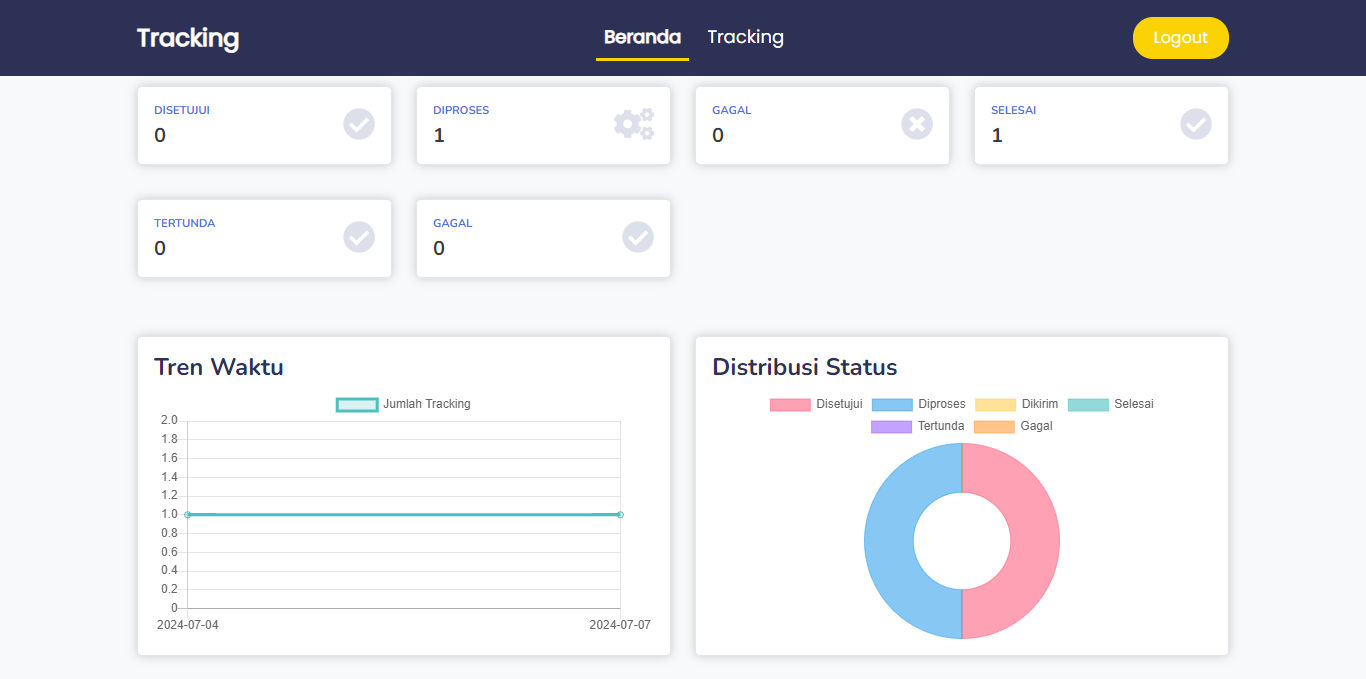 Tracking Beranda Tracking Logout
DISETUJUI DIPROSES GAGAL SELESAI
0 1 0 1
TERTUNDA GAGAL
0 0
Tren Waktu
Jumlah Tracking
2.0
1.8
1.6
1.4
1.2
1.0
0.8
0.6
0.4
0.2
0
2024-07-04 2024-07-07
Distribusi Status
Disetujui Diproses Dikirim Selesai
Tertunda Gagal